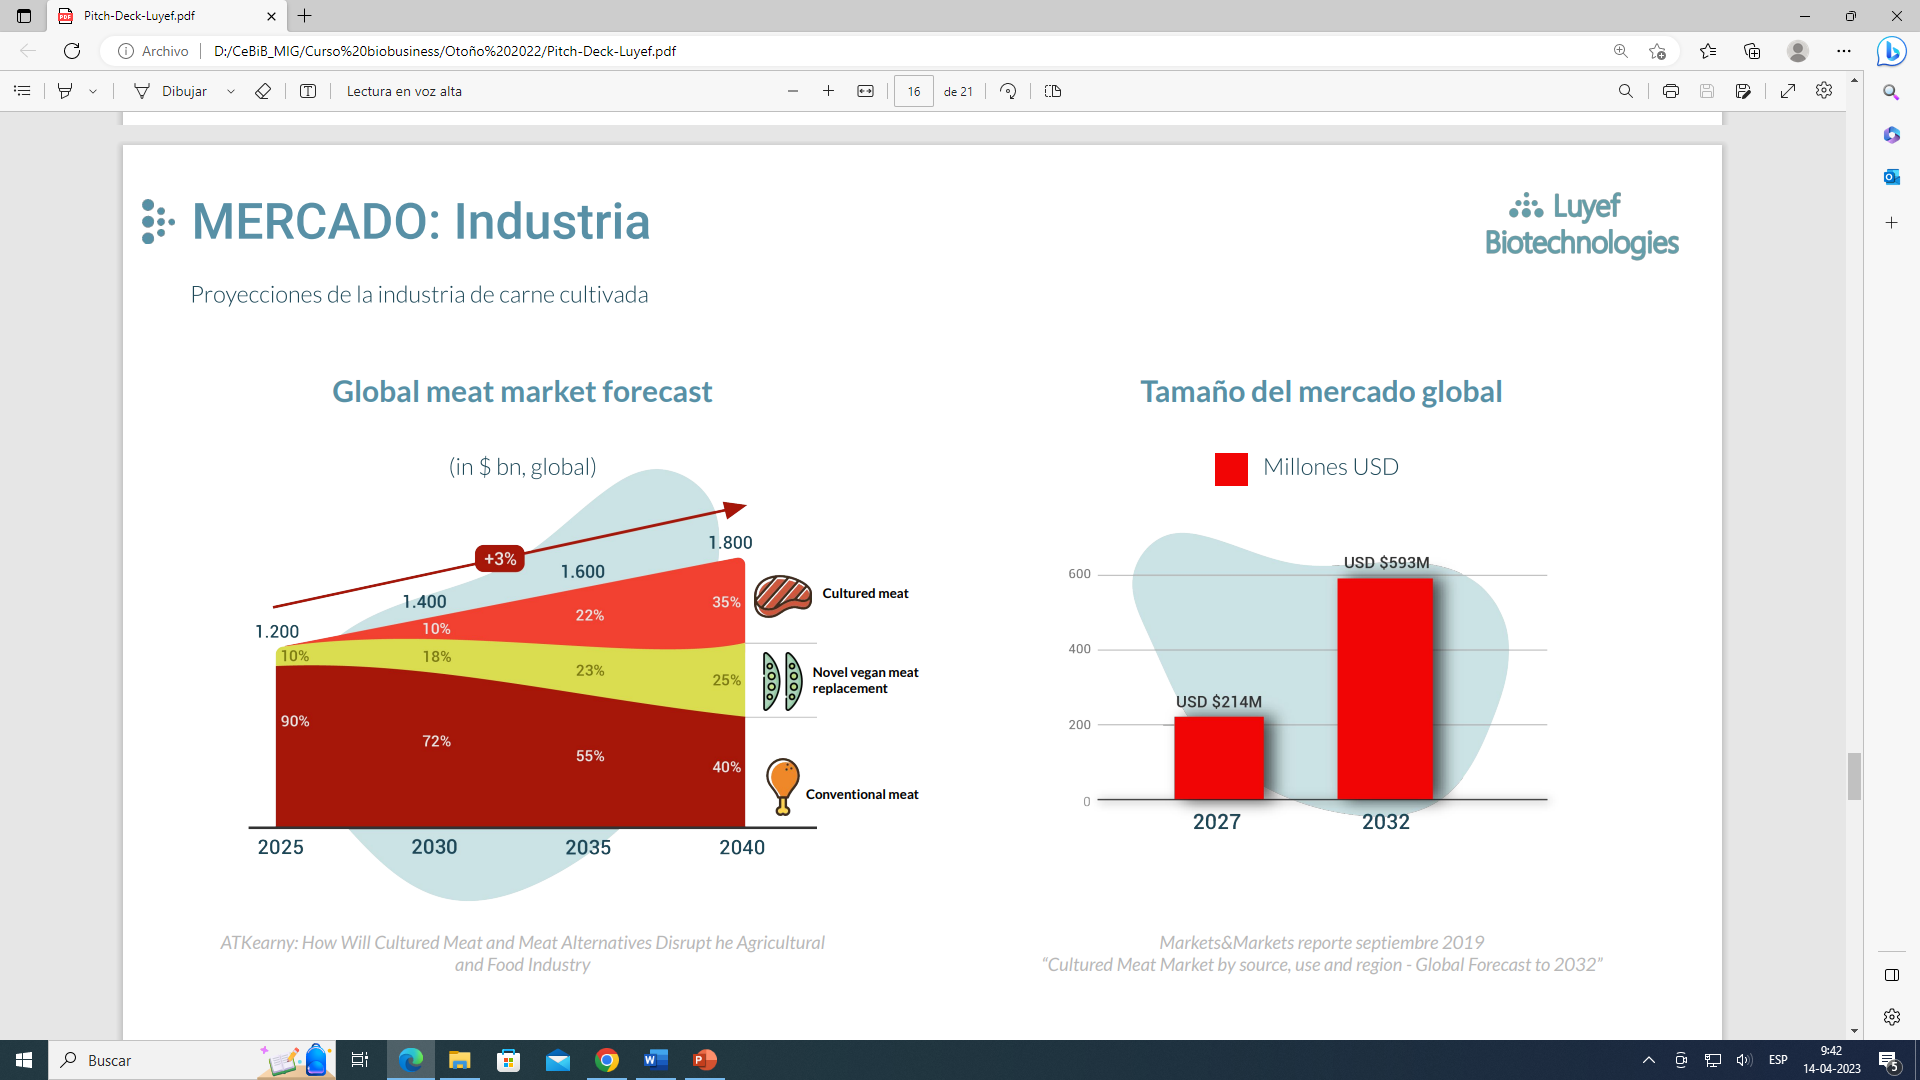 Pitch-Deck-Luyef.pdf
Archivo
D:/CeBiB_MIG/Curso%20biobusiness/Otoño%202022/Pitch-Deck-Luyef.pdf
Dibujar
Lectura en voz alta
16
de 21
MERCADO: Industria
Luyef
Biotechnologies
Proyecciones de la industria de carne cultivada
Global meat market forecast
(in $ bn, global)
+3%
1.200
1.400
1.600
1.800
10%
22%
35%
10%
18%
23%
25%
90%
72%
55%
40%
Cultured meat
Novel vegan meat
replacement
Conventional meat
2025
2030
2035
2040
ATKearny: How Will Cultured Meat and Meat Alternatives Disrupt he Agricultural
and Food Industry
Tamaño del mercado global
Millones USD
600
400
200
0
USD $214M
USD $593M
2027
2032
Markets&Markets reporte septiembre 2019
“Cultured Meat Market by source, use and region - Global Forecast to 2032”
Buscar
ESP
9:42
14-04-2023
5